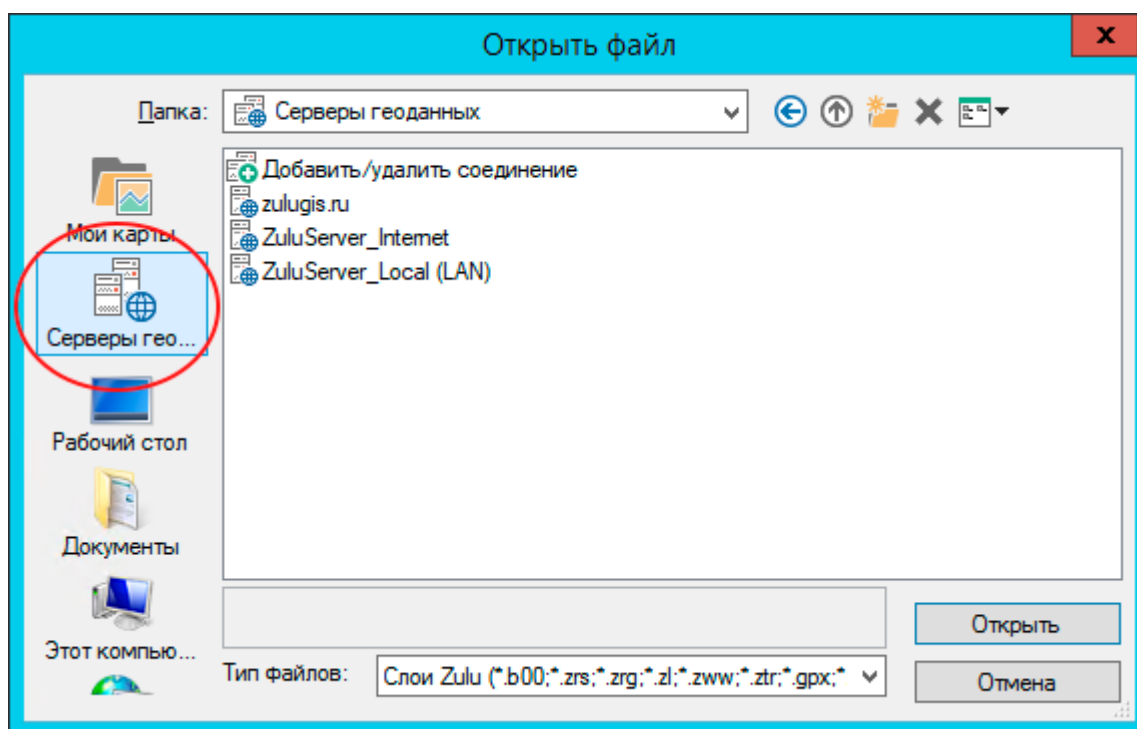 Открыть файл
x
Папка:
Серверы геоданных
Мои карты
Серверы гео...
Рабочий стол
Документы
Этот компью...
Добавить/удалить соединение
zulugis.ru
ZuluServer_Internet
ZuluServer_Local (LAN)
Открыть
Тип файлов:
Слои Zulu (*.b00;*.zrs;*.zrg;*.zl;*.zww;*.ztr;*.gpx;*
Отмена